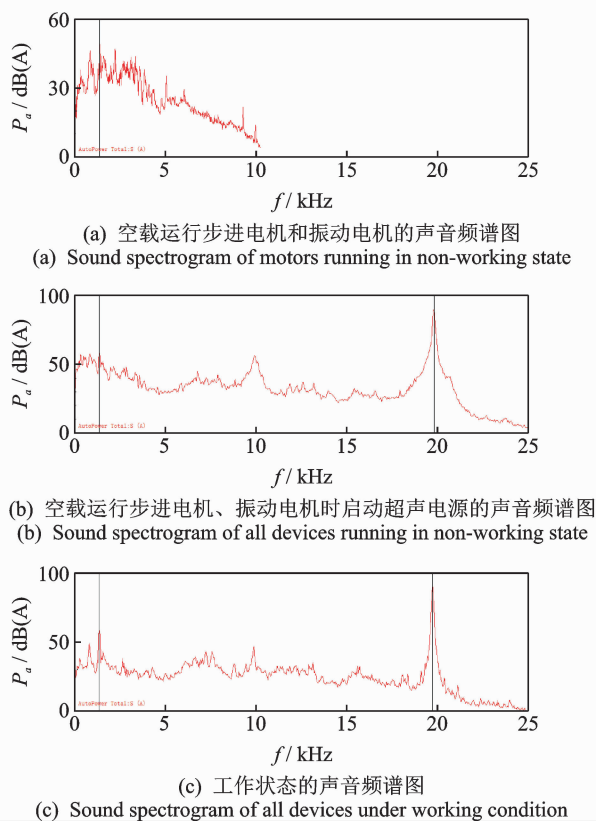 60
30
0
P_a / dB(A)
AutoPower Total:S (A)
0 5 10 15 20 25
f / kHz
(a) 空载运行步进电机和振动电机的声音频谱图
(a) Sound spectrogram of motors running in non-working state
100
50
0
P_a / dB(A)
AutoPower Total:S (A)
0 5 10 15 20 25
f / kHz
(b) 空载运行步进电机、振动电机时启动超声电源的声音频谱图
(b) Sound spectrogram of all devices running in non-working state
100
50
0
P_a / dB(A)
AutoPower Total:S (A)
0 5 10 15 20 25
f / kHz
(c) 工作状态的声音频谱图
(c) Sound spectrogram of all devices under working condition